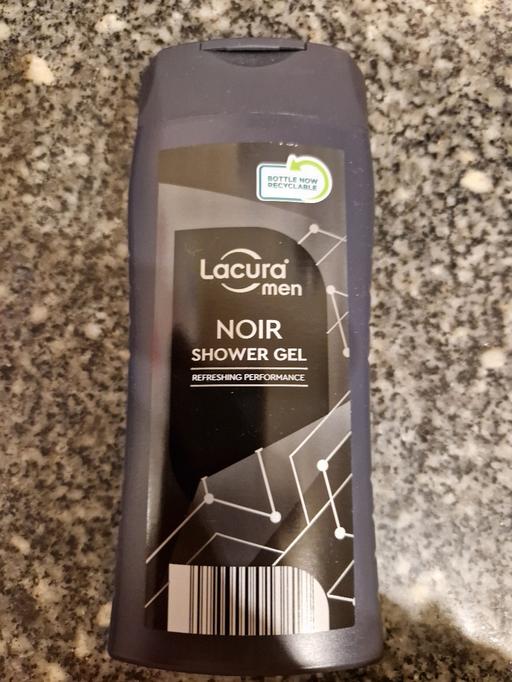 BOTTLE NOW
RECYCLABLE
Lacura®
men
NOIR
SHOWER GEL
REFRESHING PERFORMANCE